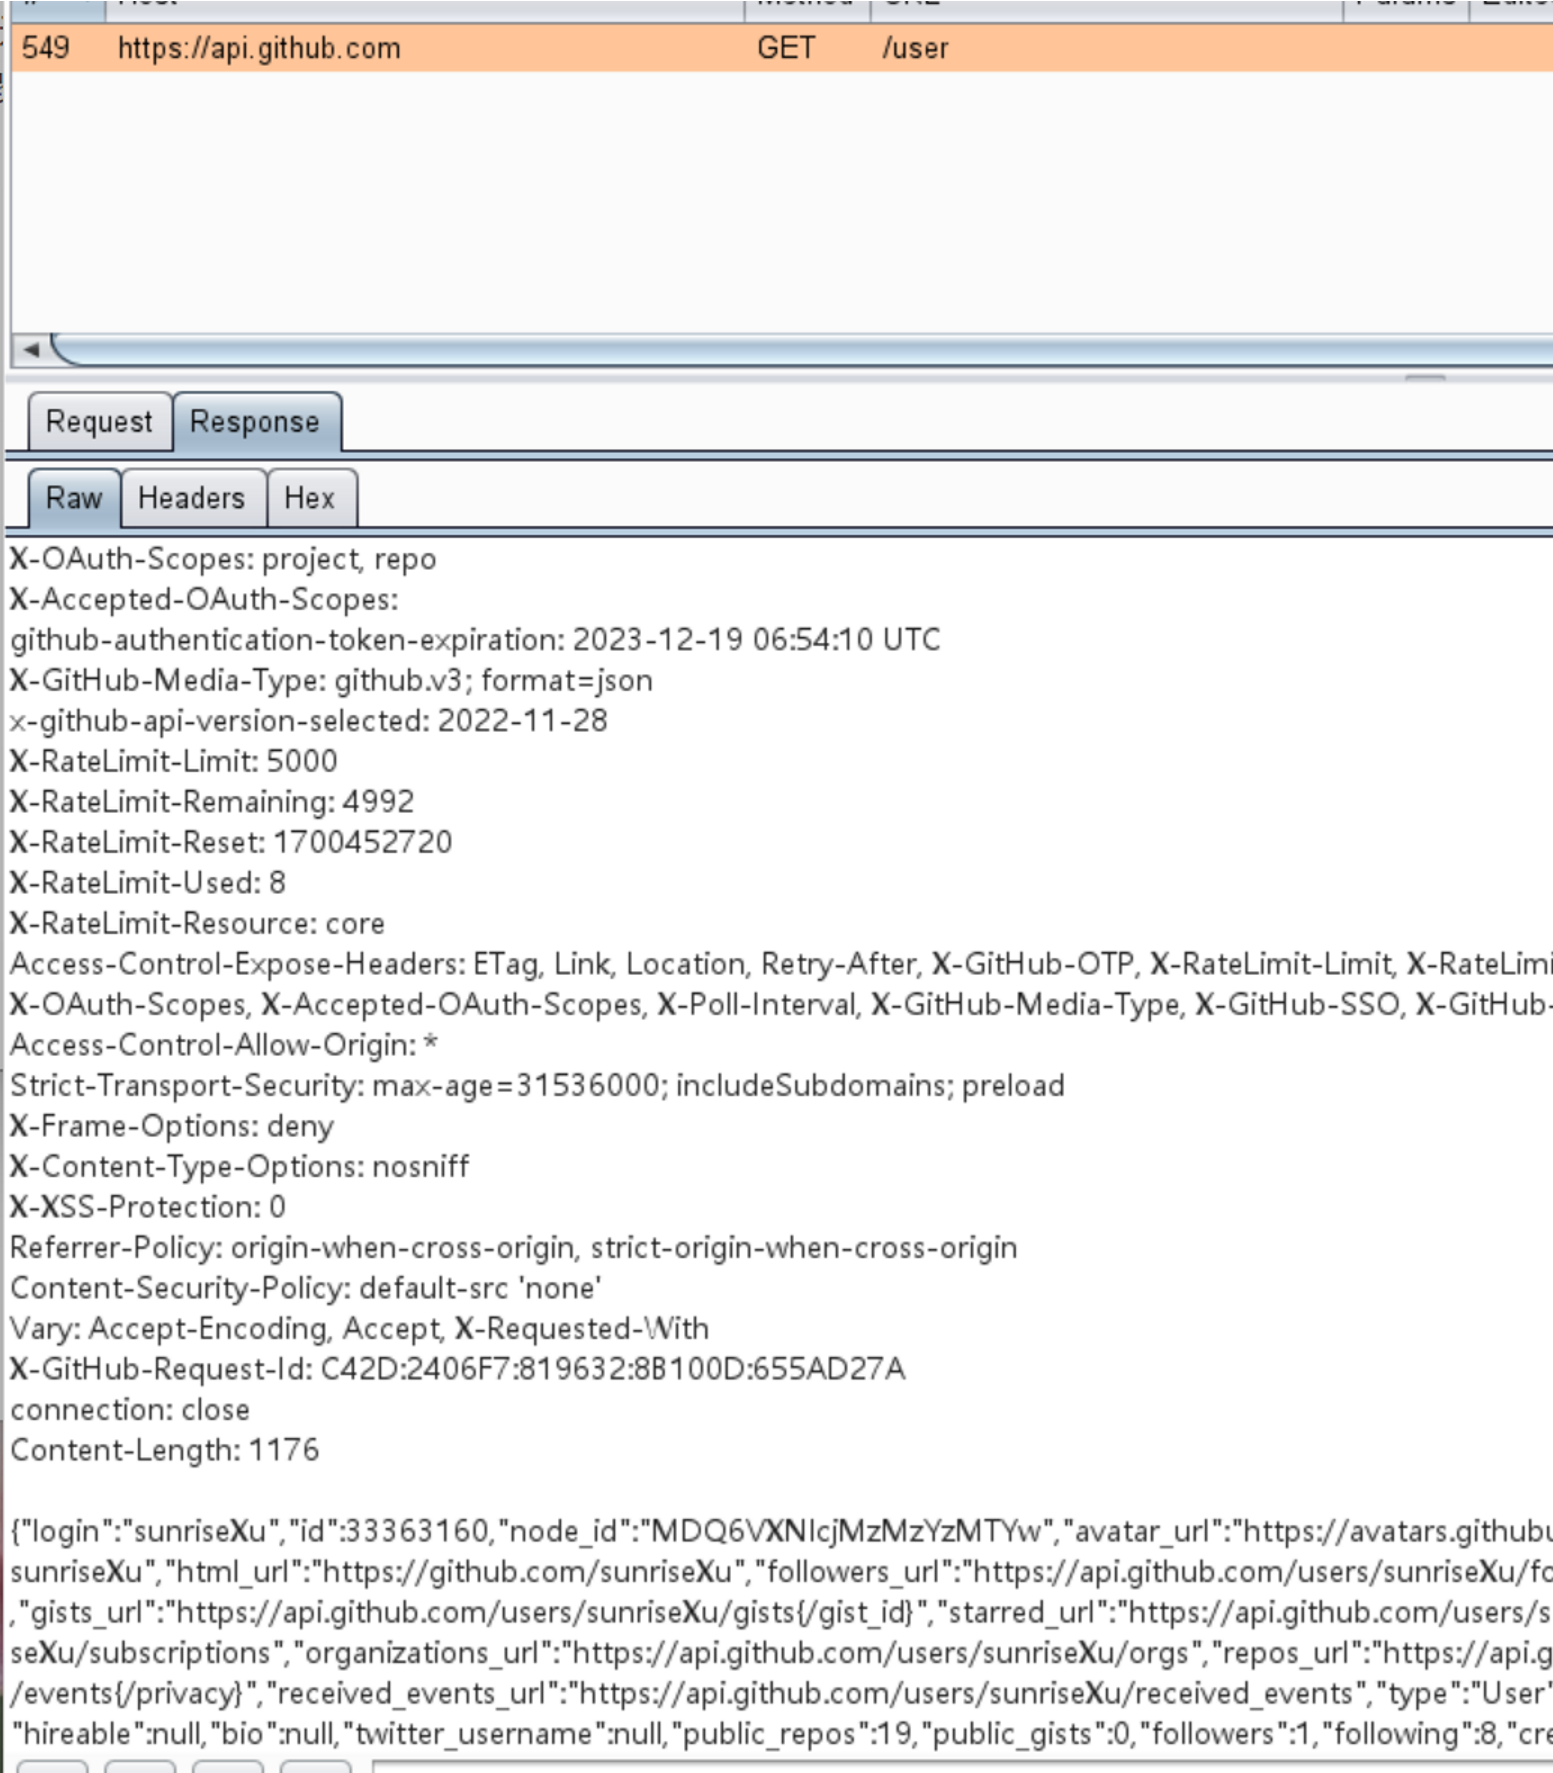 549 https://api.github.com GET /user
Request Response
Raw Headers Hex
X-OAuth-Scopes: project, repo
X-Accepted-OAuth-Scopes:
github-authentication-token-expiration: 2023-12-19 06:54:10 UTC
X-GitHub-Media-Type: github.v3; format=json
x-github-api-version-selected: 2022-11-28
X-RateLimit-Limit: 5000
X-RateLimit-Remaining: 4992
X-RateLimit-Reset: 1700452720
X-RateLimit-Used: 8
X-RateLimit-Resource: core
Access-Control-Expose-Headers: ETag, Link, Location, Retry-After, X-GitHub-OTP, X-RateLimit-Limit, X-RateLimi
X-OAuth-Scopes, X-Accepted-OAuth-Scopes, X-Poll-Interval, X-GitHub-Media-Type, X-GitHub-SSO, X-GitHub-
Access-Control-Allow-Origin: *
Strict-Transport-Security: max-age=31536000; includeSubdomains; preload
X-Frame-Options: deny
X-Content-Type-Options: nosniff
X-XSS-Protection: 0
Referrer-Policy: origin-when-cross-origin, strict-origin-when-cross-origin
Content-Security-Policy: default-src 'none'
Vary: Accept-Encoding, Accept, X-Requested-With
X-GitHub-Request-Id: C42D:2406F7:819632:8B100D:655AD27A
connection: close
Content-Length: 1176
{"login":"sunriseXu","id":33363160,"node_id":"MDQ6VXNlcjMzMzYzMTYw","avatar_url":"https://avatars.githubu
sunriseXu","html_url":"https://github.com/sunriseXu","followers_url":"https://api.github.com/users/sunriseXu/fo
,"gists_url":"https://api.github.com/users/sunriseXu/gists{/gist_id}","starred_url":"https://api.github.com/users/s
seXu/subscriptions","organizations_url":"https://api.github.com/users/sunriseXu/orgs","repos_url":"https://api.g
/events{/privacy}","received_events_url":"https://api.github.com/users/sunriseXu/received_events","type":"User"
"hireable":null,"bio":null,"twitter_username":null,"public_repos":19,"public_gists":0,"followers":1,"following":8,"cre